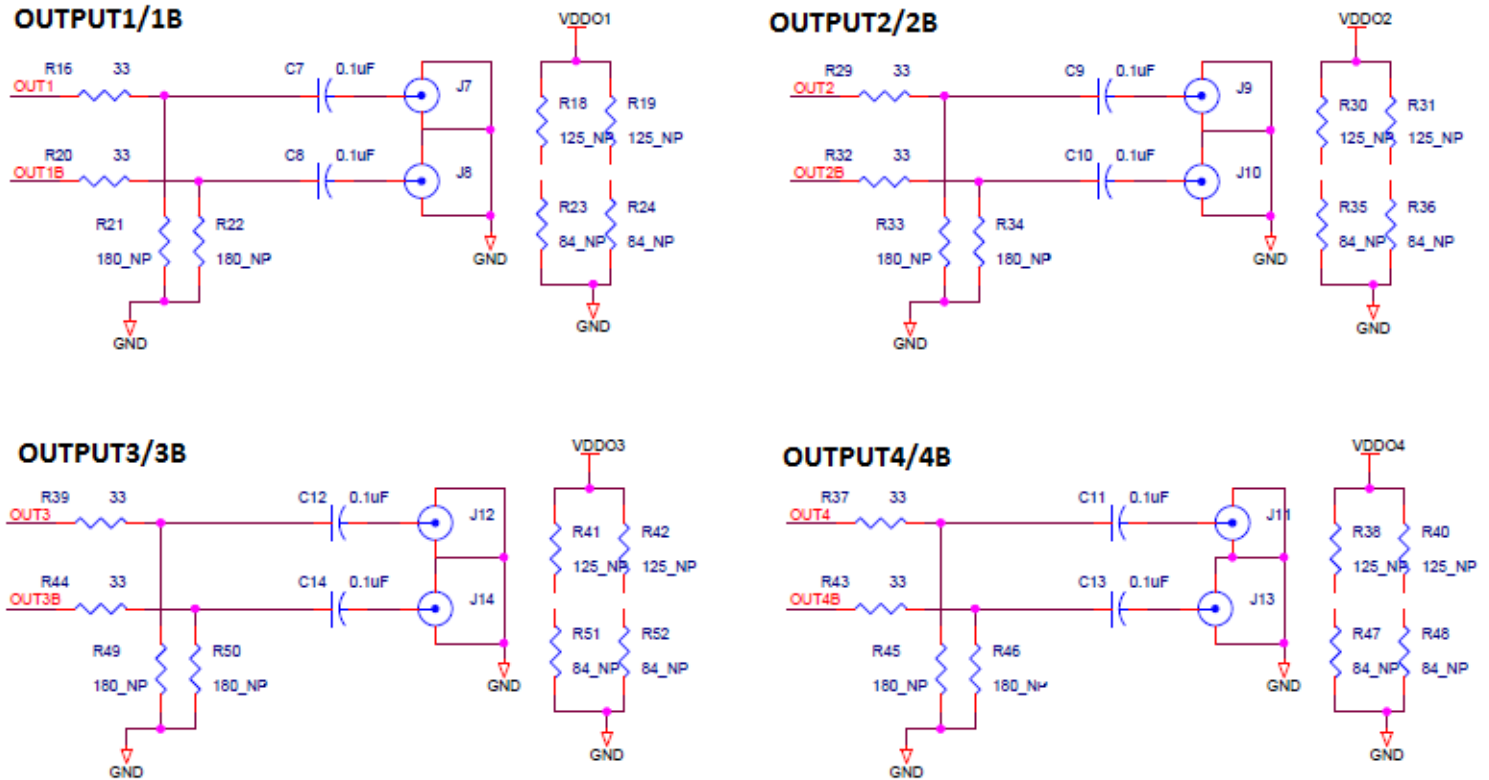 OUTPUT1/1B
VDDO1
R16 33 C7 0.1uF
OUT1
J7
R18 R19
125_NP 125_NP
R20 33 C8 0.1uF
OUT1B
J8
R21 R22
180_NP 180_NP
R23 R24
84_NP 84_NP
GND
GND
GND
OUTPUT2/2B
VDDO2
R29 33 C9 0.1uF
OUT2
J9
R30 R31
125_NP 125_NP
R32 33 C10 0.1uF
OUT2B
J10
R33 R34
180_NP 180_NP
R35 R36
84_NP 84_NP
GND
GND
GND
OUTPUT3/3B
VDDO3
R39 33 C12 0.1uF
OUT3
J12
R41 R42
125_NP 125_NP
R44 33 C14 0.1uF
OUT3B
J14
R49 R50
180_NP 180_NP
R51 R52
84_NP 84_NP
GND
GND
GND
OUTPUT4/4B
VDDO4
R37 33 C11 0.1uF
OUT4
J11
R38 R40
125_NP 125_NP
R43 33 C13 0.1uF
OUT4B
J13
R45 R46
180_NP 180_NP
R47 R48
84_NP 84_NP
GND
GND
GND